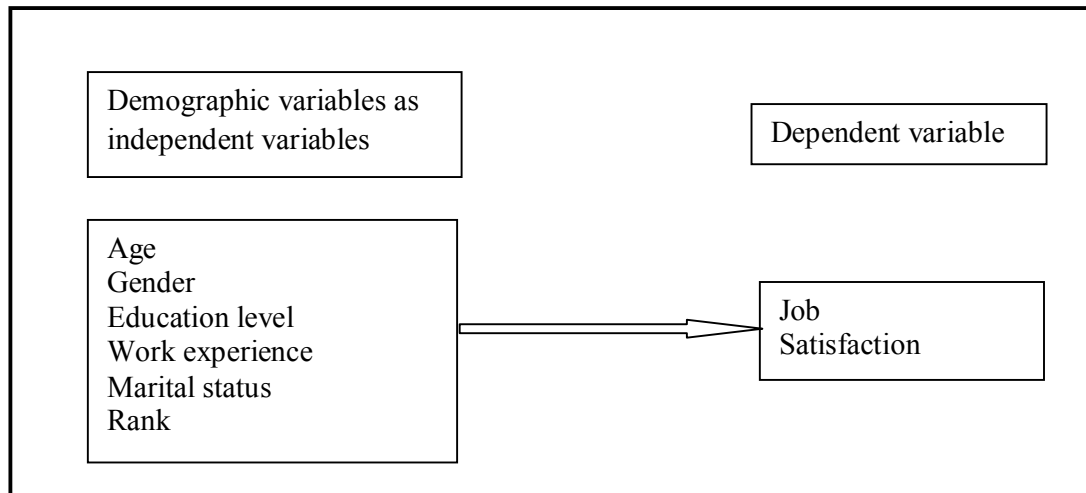 Demographic variables as
independent variables
Dependent variable
Age
Gender
Education level
Work experience
Marital status
Rank
Job
Satisfaction